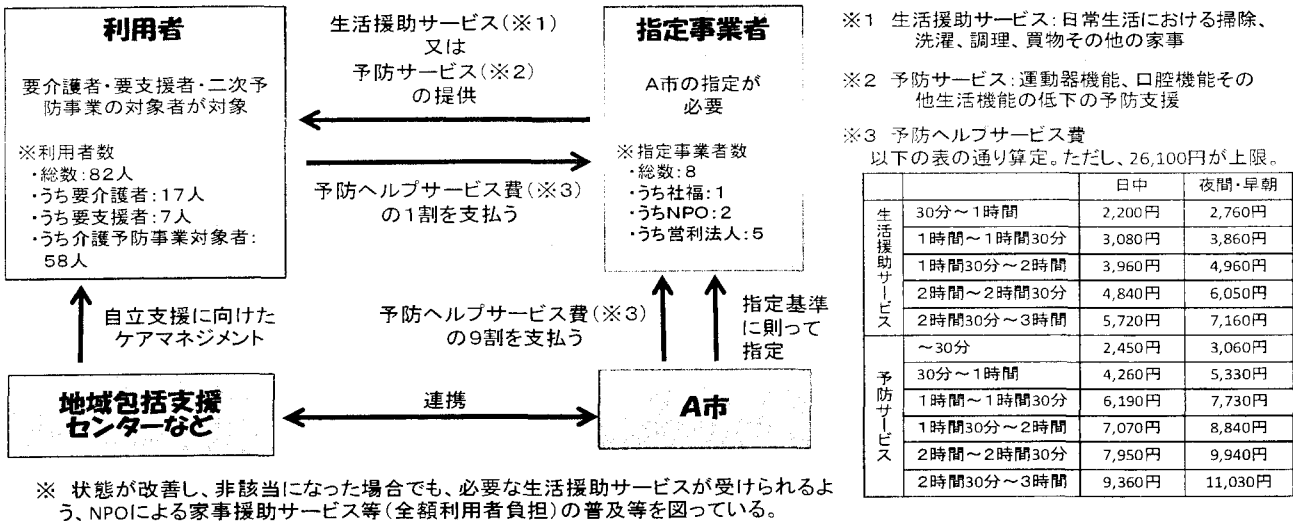 利用者
要介護者・要支援者・二次予
防事業の対象者が対象
※利用者数
・総数：82人
・うち要介護者：17人
・うち要支援者：7人
・うち介護予防事業対象者：
58人
生活援助サービス（※1）
又は
予防サービス（※2）
の提供
予防ヘルプサービス費（※3）
の1割を支払う
指定事業者
A市の指定が
必要
※指定事業者数
・総数：8
・うち社福：1
・うちNPO：2
・うち営利法人：5
自立支援に向けた
ケアマネジメント
予防ヘルプサービス費（※3）
の9割を支払う
指定基準
に則って
指定
地域包括支援
センターなど
連携
A市
※　状態が改善し、非該当になった場合でも、必要な生活援助サービスが受けられるよ
う、NPOによる家事援助サービス等（全額利用者負担）の普及等を図っている。
※1　生活援助サービス：日常生活における掃除、
洗濯、調理、買物その他の家事
※2　予防サービス：運動器機能、口腔機能その
他生活機能の低下の予防支援
※3　予防ヘルプサービス費
以下の表の通り算定。ただし、26,100円が上限。
日中 夜間・早朝
生活援助サービス
30分～1時間 2,200円 2,760円
1時間～1時間30分 3,080円 3,860円
1時間30分～2時間 3,960円 4,960円
2時間～2時間30分 4,840円 6,050円
2時間30分～3時間 5,720円 7,160円
予防サービス
～30分 2,450円 3,060円
30分～1時間 4,260円 5,330円
1時間～1時間30分 6,190円 7,730円
1時間30分～2時間 7,070円 8,840円
2時間～2時間30分 7,950円 9,940円
2時間30分～3時間 9,360円 11,030円